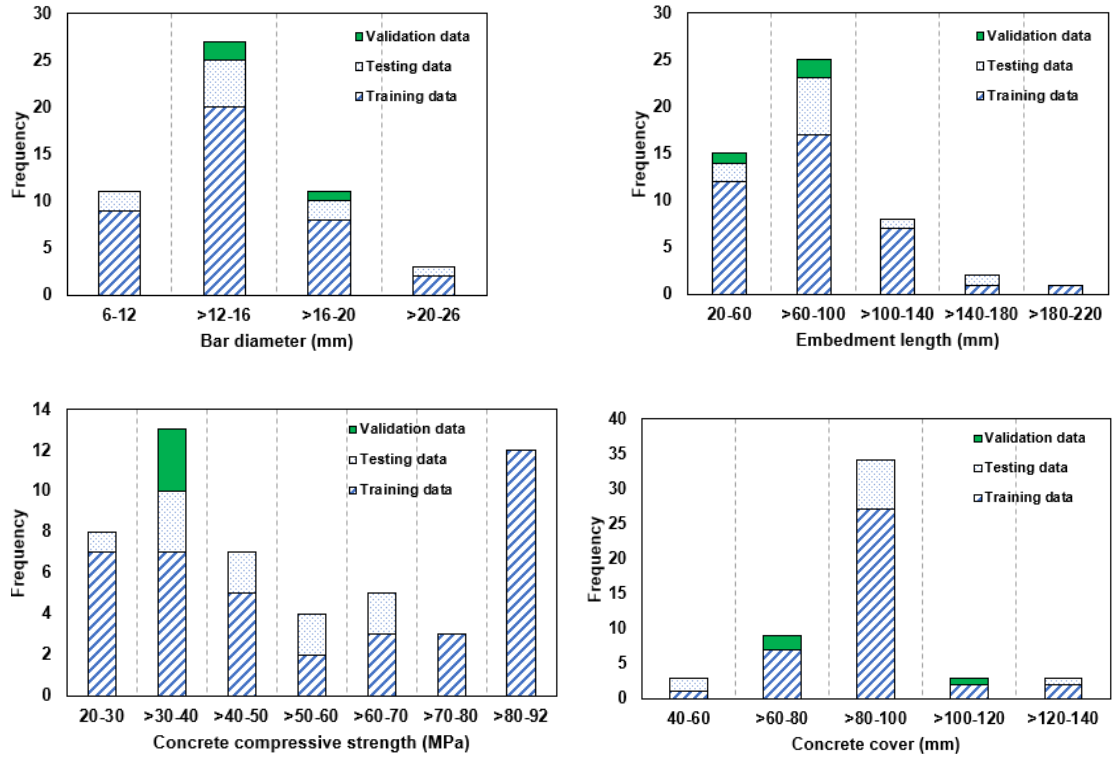 30
25
20
15
10
5
0
Frequency
Validation data
Testing data
Training data
6-12 >12-16 >16-20 >20-26
Bar diameter (mm)
30
25
20
15
10
5
0
Frequency
Validation data
Testing data
Training data
20-60 >60-100 >100-140 >140-180 >180-220
Embedment length (mm)
14
12
10
8
6
4
2
0
Frequency
Validation data
Testing data
Training data
20-30 >30-40 >40-50 >50-60 >60-70 >70-80 >80-92
Concrete compressive strength (MPa)
40
35
30
25
20
15
10
5
0
Frequency
Validation data
Testing data
Training data
40-60 >60-80 >80-100 >100-120 >120-140
Concrete cover (mm)